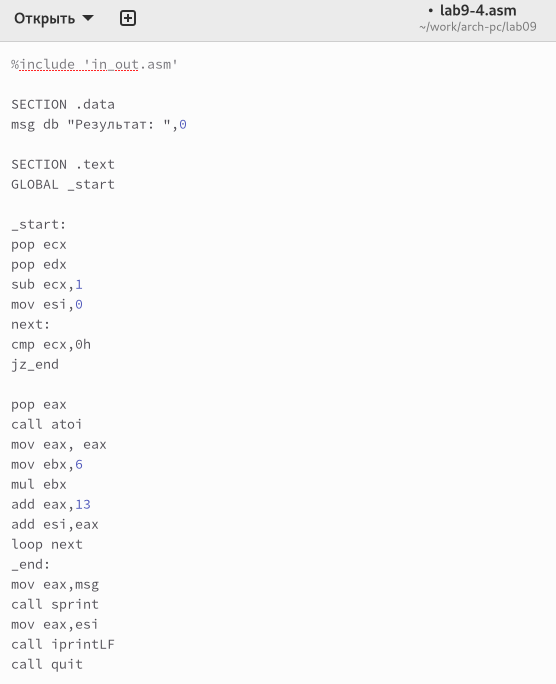 Открыть
• lab9-4.asm
~/work/arch-pc/lab09
%include 'in_out.asm'
SECTION .data
msg db "Результат: ",0
SECTION .text
GLOBAL _start
_start:
pop ecx
pop edx
sub ecx,1
mov esi,0
next:
cmp ecx,0h
jz_end
pop eax
call atoi
mov eax, eax
mov ebx,6
mul ebx
add eax,13
add esi,eax
loop next
_end:
mov eax,msg
call sprint
mov eax,esi
call iprintLF
call quit